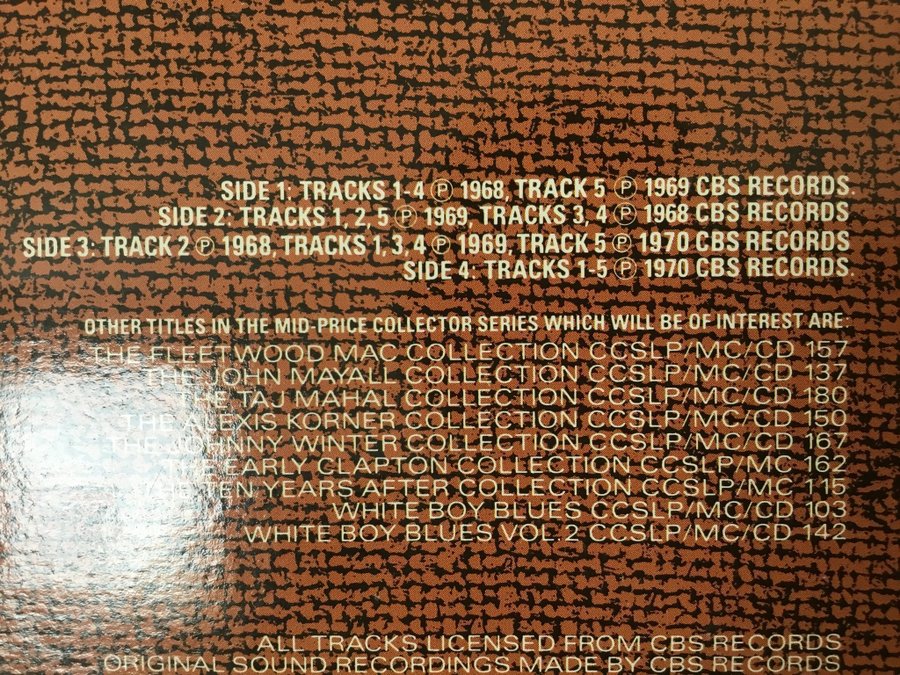 SIDE 1: TRACKS 1-4 ℗ 1968, TRACK 5 ℗ 1969 CBS RECORDS.
SIDE 2: TRACKS 1, 2, 5 ℗ 1969, TRACKS 3, 4 ℗ 1968 CBS RECORDS
SIDE 3: TRACK 2 ℗ 1968, TRACKS 1, 3, 4 ℗ 1969, TRACK 5 ℗ 1970 CBS RECORDS
SIDE 4: TRACKS 1-5 ℗ 1970 CBS RECORDS.
OTHER TITLES IN THE MID-PRICE COLLECTOR SERIES WHICH WILL BE OF INTEREST ARE:
THE FLEETWOOD MAC COLLECTION CCSLP/MC/CD 157
THE JOHN MAYALL COLLECTION CCSLP/MC/CD 137
THE TAJ MAHAL COLLECTION CCSLP/MC/CD 180
THE ALEXIS KORNER COLLECTION CCSLP/MC/CD 150
THE JOHNNY WINTER COLLECTION CCSLP/MC/CD 167
THE EARLY CLAPTON COLLECTION CCSLP/MC 162
THE TEN YEARS AFTER COLLECTION CCSLP/MC 115
WHITE BOY BLUES CCSLP/MC/CD 103
WHITE BOY BLUES VOL.2 CCSLP/MC/CD 142
ALL TRACKS LICENSED FROM CBS RECORDS
ORIGINAL SOUND RECORDINGS MADE BY CBS RECORDS